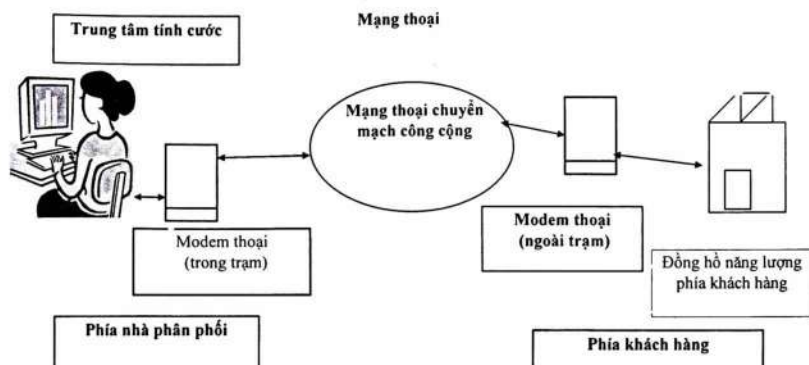 Mạng thoại
Trung tâm tính cước
Mạng thoại chuyển
mạch công cộng
Modem thoại
(trong trạm)
Modem thoại
(ngoài trạm)
Đồng hồ năng lượng
phía khách hàng
Phía nhà phân phối
Phía khách hàng